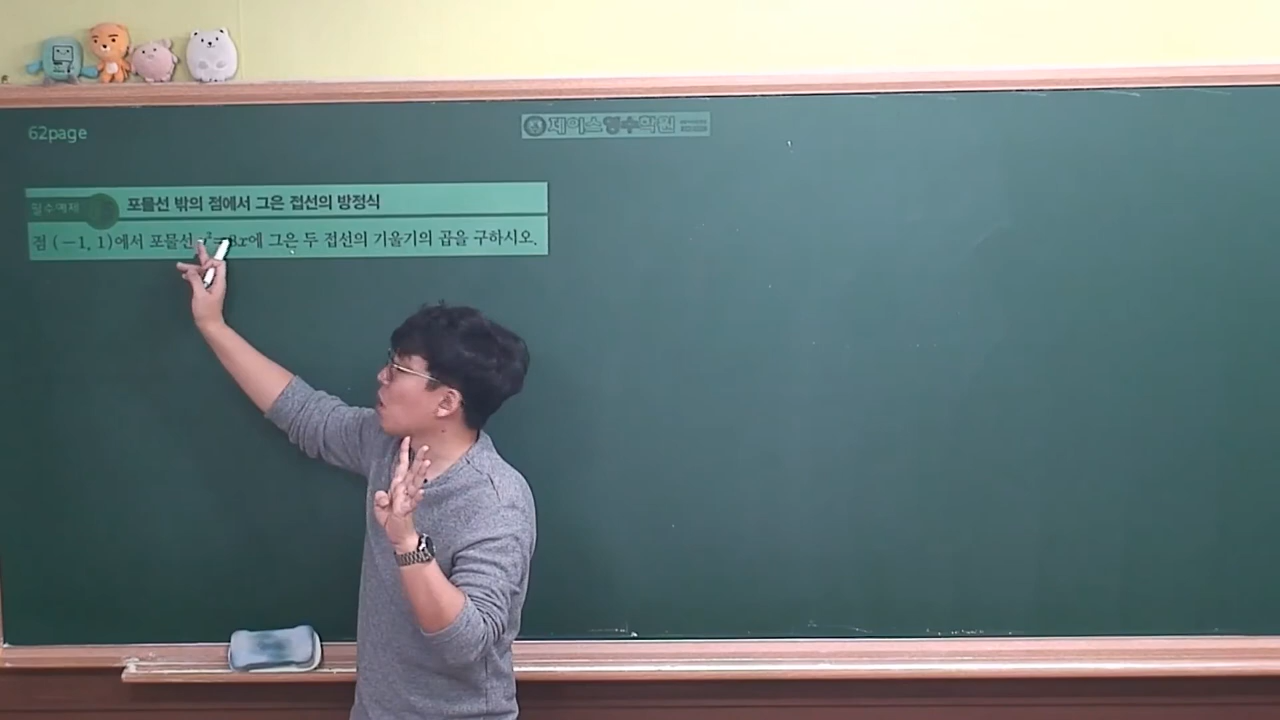 62page
제이스영수학원
필수예제
포물선 밖의 점에서 그은 접선의 방정식
점 (−1, 1)에서 포물선 =8x에 그은 두 접선의 기울기의 곱을 구하시오.